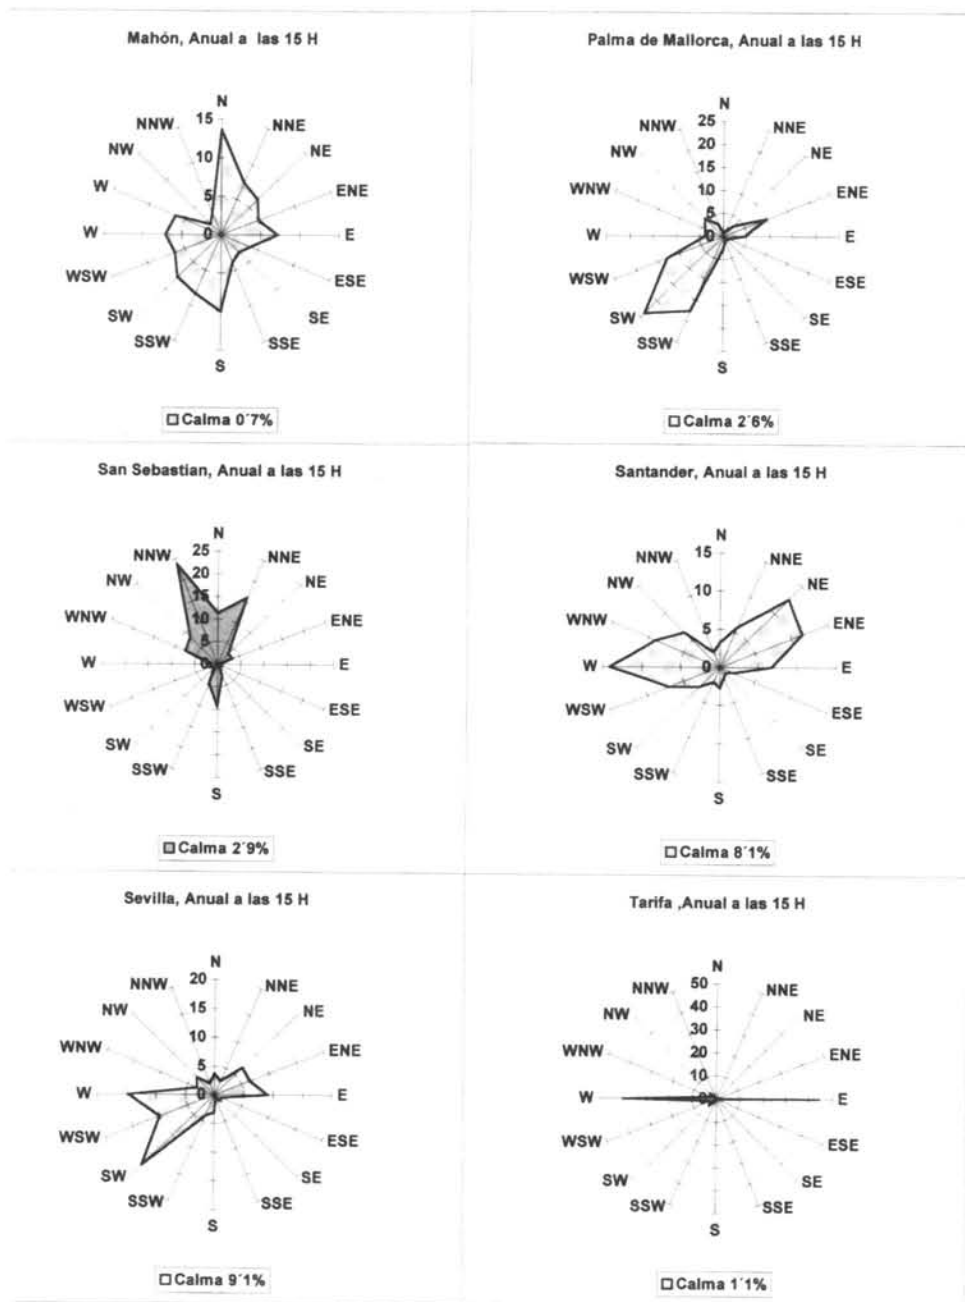 Mahón, Anual a las 15 H
N
15
NNW
NNE
NW
10
NE
W
5
ENE
W
0
E
WSW
ESE
SW
SE
SSW
SSE
S
Calma 0´7%
Palma de Mallorca, Anual a las 15 H
N
25
NNW
NNE
20
NW
15
NE
10
WNW
ENE
5
W
0
E
WSW
ESE
SW
SE
SSW
SSE
S
Calma 2´6%
San Sebastian, Anual a las 15 H
N
25
NNW
NNE
20
NW
15
NE
10
WNW
ENE
5
W
0
E
WSW
ESE
SW
SE
SSW
SSE
S
Calma 2´9%
Santander, Anual a las 15 H
N
15
NNW
NNE
NW
10
NE
WNW
5
ENE
W
0
E
WSW
ESE
SW
SE
SSW
SSE
S
Calma 8´1%
Sevilla, Anual a las 15 H
N
20
NNW
NNE
15
NW
NE
10
WNW
ENE
5
W
0
E
WSW
ESE
SW
SE
SSW
SSE
S
Calma 9´1%
Tarifa ,Anual a las 15 H
N
50
NNW
NNE
40
NW
30
NE
20
WNW
ENE
10
W
0
E
WSW
ESE
SW
SE
SSW
SSE
S
Calma 1´1%